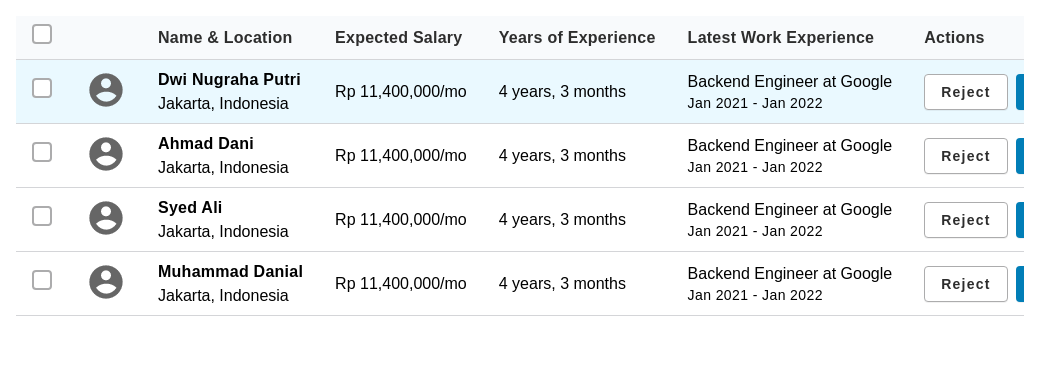 Name & Location Expected Salary Years of Experience Latest Work Experience Actions
Dwi Nugraha Putri
Jakarta, Indonesia
Rp 11,400,000/mo
4 years, 3 months
Backend Engineer at Google
Jan 2021 - Jan 2022
Reject
Ahmad Dani
Jakarta, Indonesia
Rp 11,400,000/mo
4 years, 3 months
Backend Engineer at Google
Jan 2021 - Jan 2022
Reject
Syed Ali
Jakarta, Indonesia
Rp 11,400,000/mo
4 years, 3 months
Backend Engineer at Google
Jan 2021 - Jan 2022
Reject
Muhammad Danial
Jakarta, Indonesia
Rp 11,400,000/mo
4 years, 3 months
Backend Engineer at Google
Jan 2021 - Jan 2022
Reject